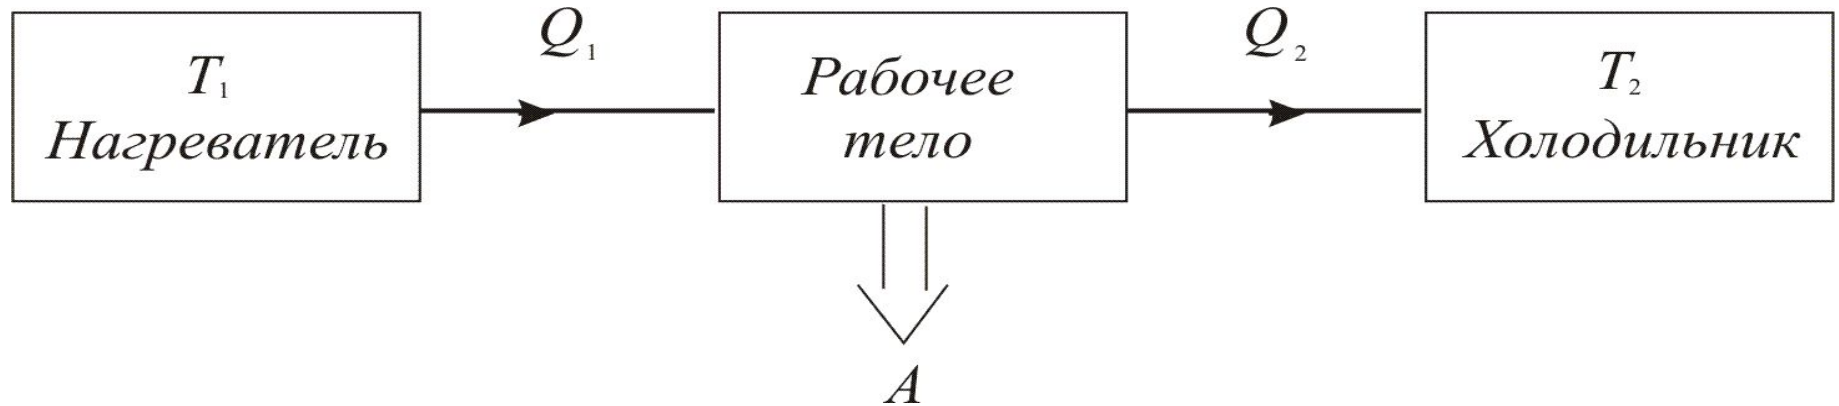 T₁
Нагреватель
Q₁
Рабочее
тело
Q₂
T₂
Холодильник
A